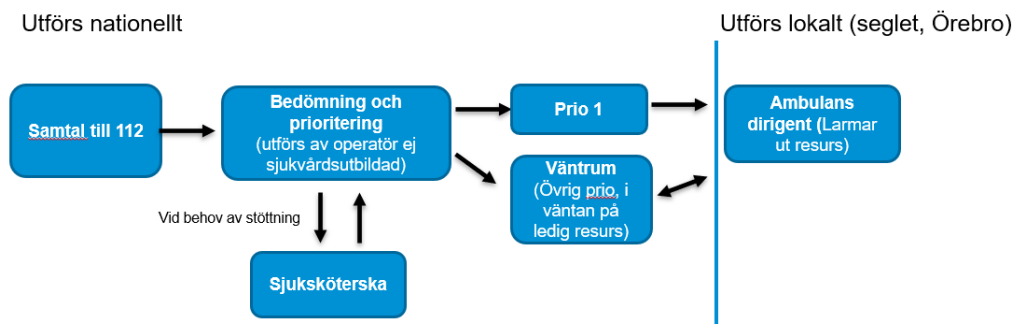 Utförs nationellt
Utförs lokalt (seglet, Örebro)
Samtal till 112
Bedömning och
prioritering
(utförs av operatör ej
sjukvårdsutbildad)
Prio 1
Ambulans
dirigent (Larmar
ut resurs)
Väntrum
(Övrig prio, i
väntan på
ledig resurs)
Vid behov av stöttning
Sjuksköterska